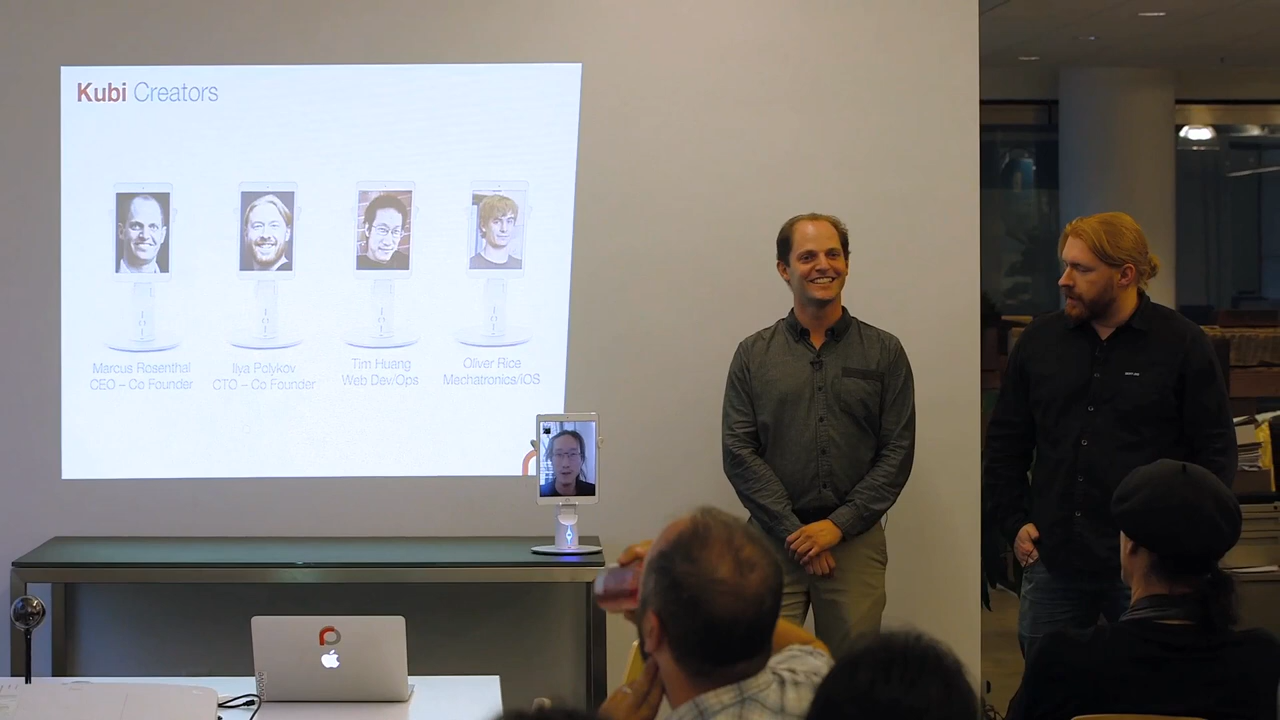 Kubi Creators
Marcus Rosenthal
CEO – Co Founder
Ilya Polykov
CTO – Co Founder
Tim Huang
Web Dev/Ops
Oliver Rice
Mechatronics/iOS